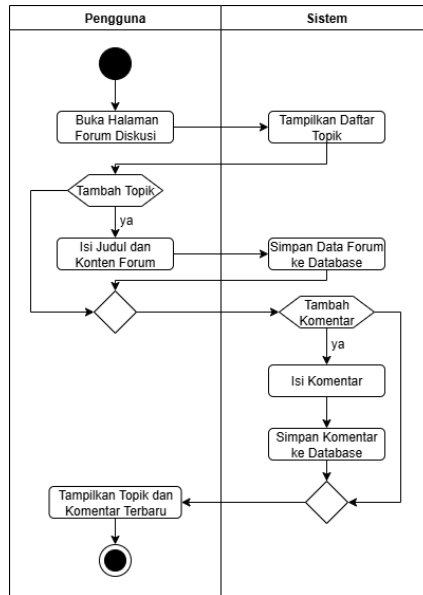 Pengguna
Sistem
Buka Halaman
Forum Diskusi
Tampilkan Daftar
Topik
Tambah Topik
ya
Isi Judul dan
Konten Forum
Simpan Data Forum
ke Database
Tambah
Komentar
ya
Isi Komentar
Simpan Komentar
ke Database
Tampilkan Topik dan
Komentar Terbaru